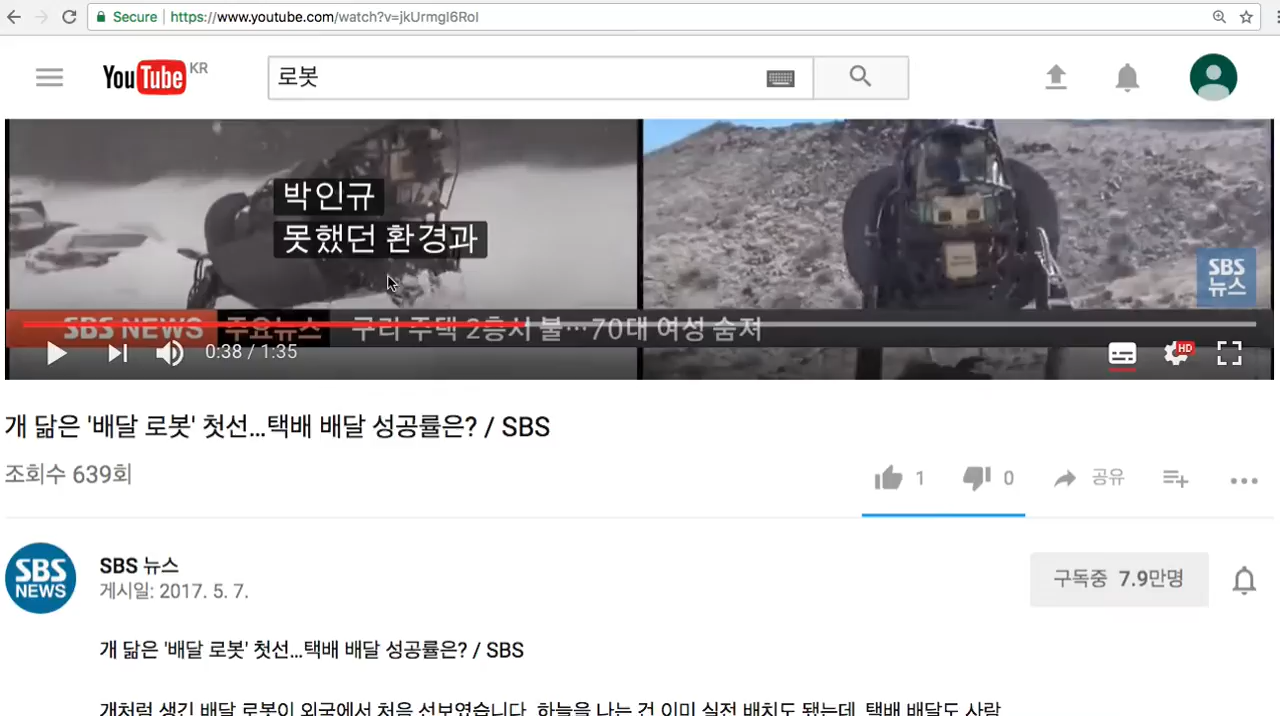 Secure https://www.youtube.com/watch?v=jkUrmgI6RoI
YouTube KR
로봇
박인규
못했던 환경과
SBS
뉴스
SBS NEWS 주요뉴스 구리 주택 2층서 불…70대 여성 숨져
0:38 / 1:35
HD
개 닮은 '배달 로봇' 첫선...택배 배달 성공률은? / SBS
조회수 639회
1 0 공유
SBS
NEWS
SBS 뉴스
게시일: 2017. 5. 7.
구독중 7.9만명
개 닮은 '배달 로봇' 첫선...택배 배달 성공률은? / SBS
개처럼 생긴 배달 로봇이 외국에서 처음 선보였습니다. 하늘을 나는 건 이미 실전 배치도 됐는데, 택배 배달도 사람